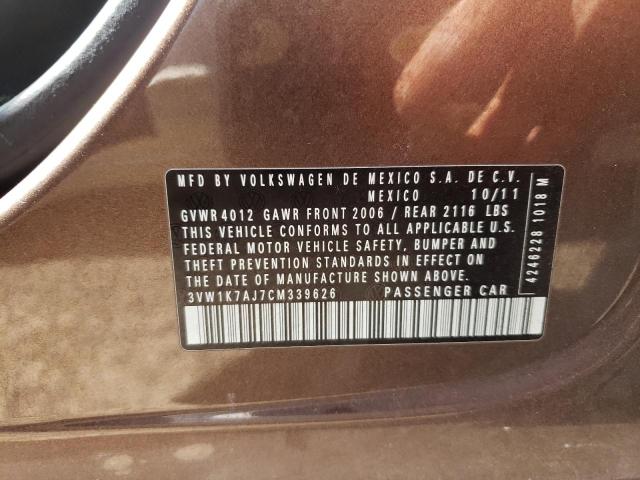 MFD BY VOLKSWAGEN DE MEXICO S.A. DE C.V.
MEXICO 10/11
GVWR 4012 GAWR FRONT 2006 / REAR 2116 LBS
THIS VEHICLE CONFORMS TO ALL APPLICABLE U.S.
FEDERAL MOTOR VEHICLE SAFETY, BUMPER AND
THEFT PREVENTION STANDARDS IN EFFECT ON
THE DATE OF MANUFACTURE SHOWN ABOVE.
3VW1K7AJ7CM339626 PASSENGER CAR
4246228 1018 M